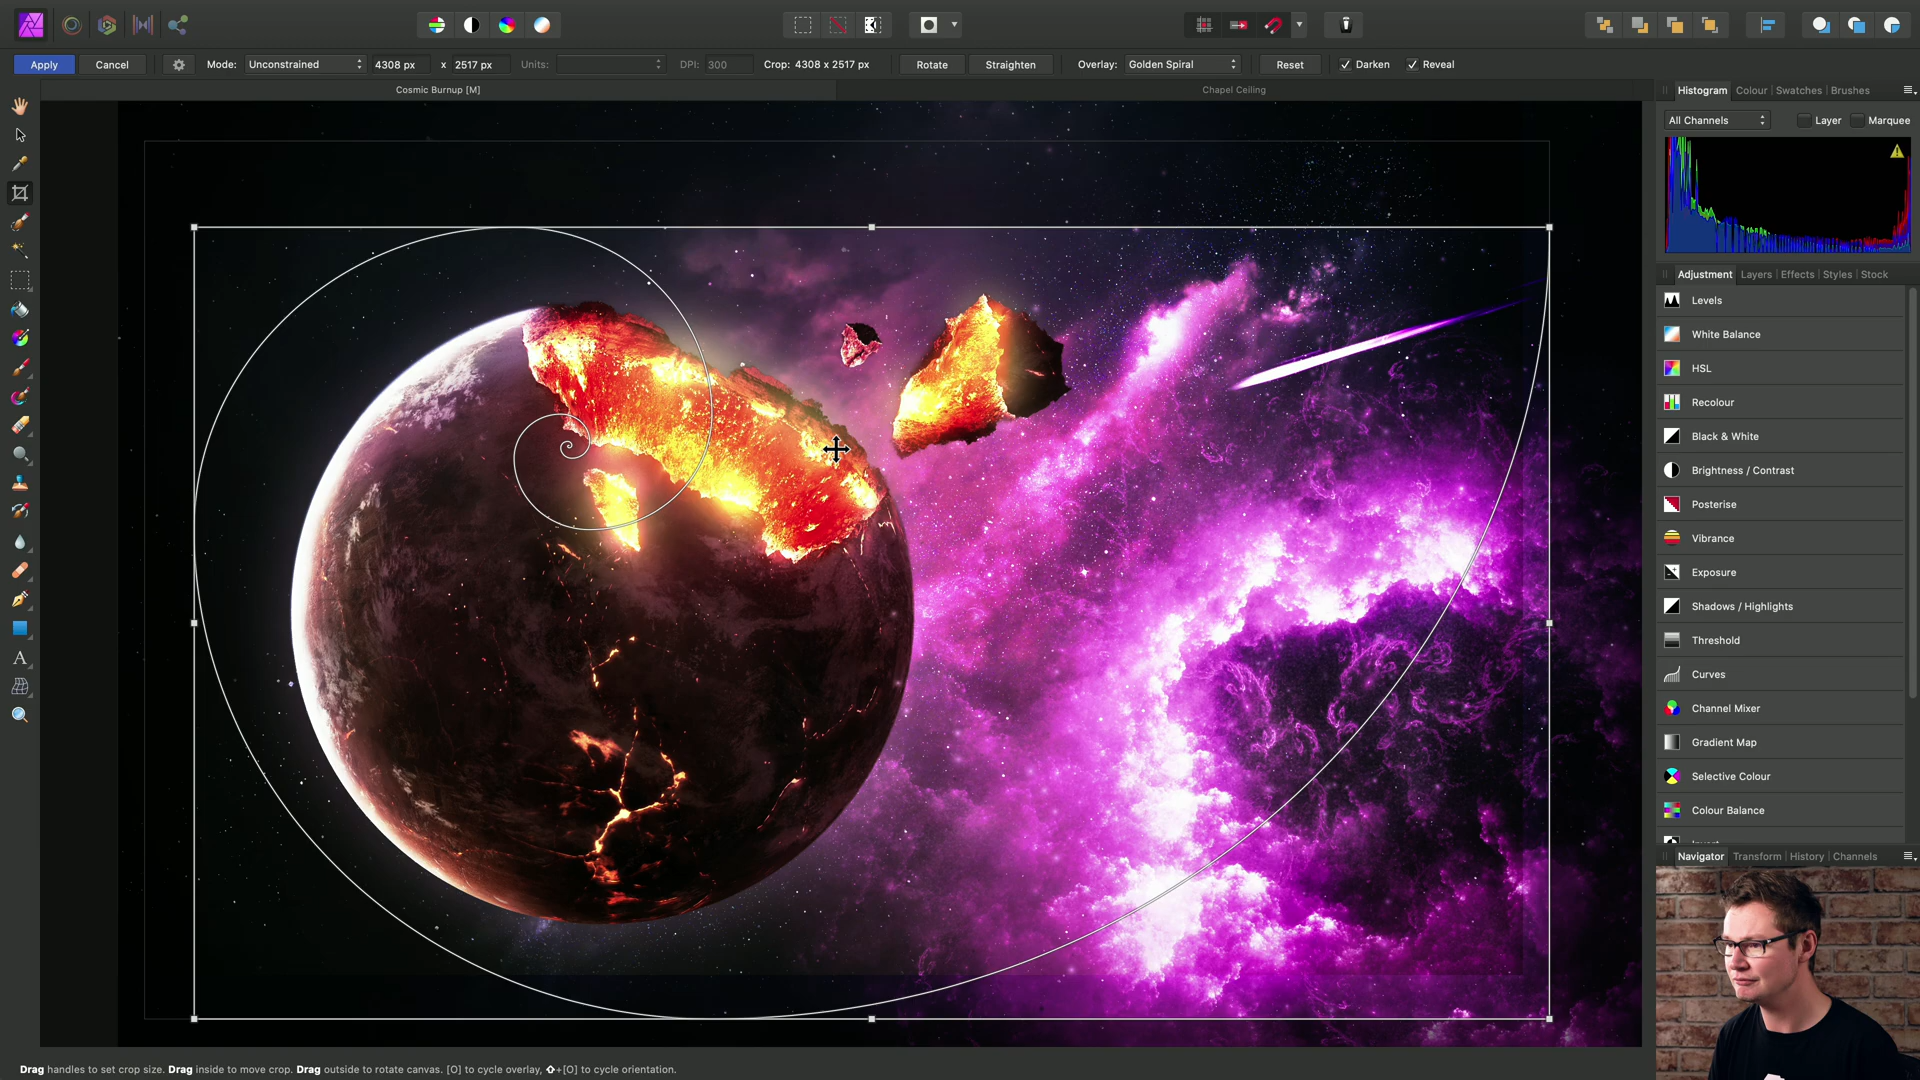 Apply Cancel Mode: Unconstrained 4308 px x 2517 px Units: DPI: 300 Crop: 4308 x 2517 px Rotate Straighten Overlay: Golden Spiral Reset Darken Reveal
Cosmic Burnup [M] Chapel Ceiling
Histogram Colour Swatches Brushes
All Channels Layer Marquee
Adjustment Layers Effects Styles Stock
Levels
White Balance
HSL
Recolour
Black & White
Brightness / Contrast
Posterise
Vibrance
Exposure
Shadows / Highlights
Threshold
Curves
Channel Mixer
Gradient Map
Selective Colour
Colour Balance
Navigator Transform History Channels
Drag handles to set crop size. Drag inside to move crop. Drag outside to rotate canvas. [O] to cycle overlay, ⇧+[O] to cycle orientation.